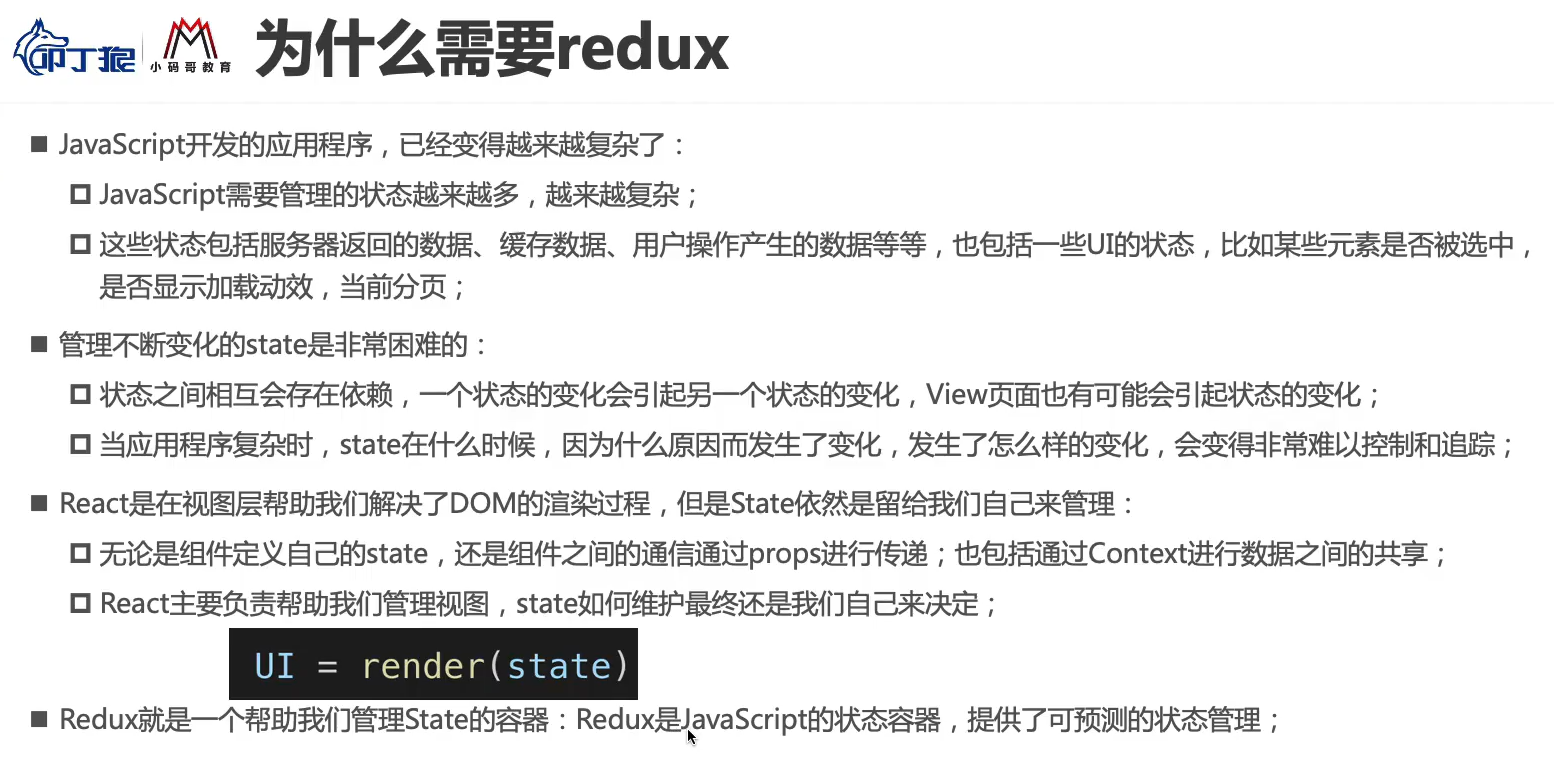 叩丁狼
小码哥教育
为什么需要redux
JavaScript开发的应用程序，已经变得越来越复杂了：
JavaScript需要管理的状态越来越多，越来越复杂；
这些状态包括服务器返回的数据、缓存数据、用户操作产生的数据等等，也包括一些UI的状态，比如某些元素是否被选中，
是否显示加载动效，当前分页；
管理不断变化的state是非常困难的：
状态之间相互会存在依赖，一个状态的变化会引起另一个状态的变化，View页面也有可能会引起状态的变化；
当应用程序复杂时，state在什么时候，因为什么原因而发生了变化，发生了怎么样的变化，会变得非常难以控制和追踪；
React是在视图层帮助我们解决了DOM的渲染过程，但是State依然是留给我们自己来管理：
无论是组件定义自己的state，还是组件之间的通信通过props进行传递；也包括通过Context进行数据之间的共享；
React主要负责帮助我们管理视图，state如何维护最终还是我们自己来决定；
UI = render(state)
Redux就是一个帮助我们管理State的容器：Redux是JavaScript的状态容器，提供了可预测的状态管理；